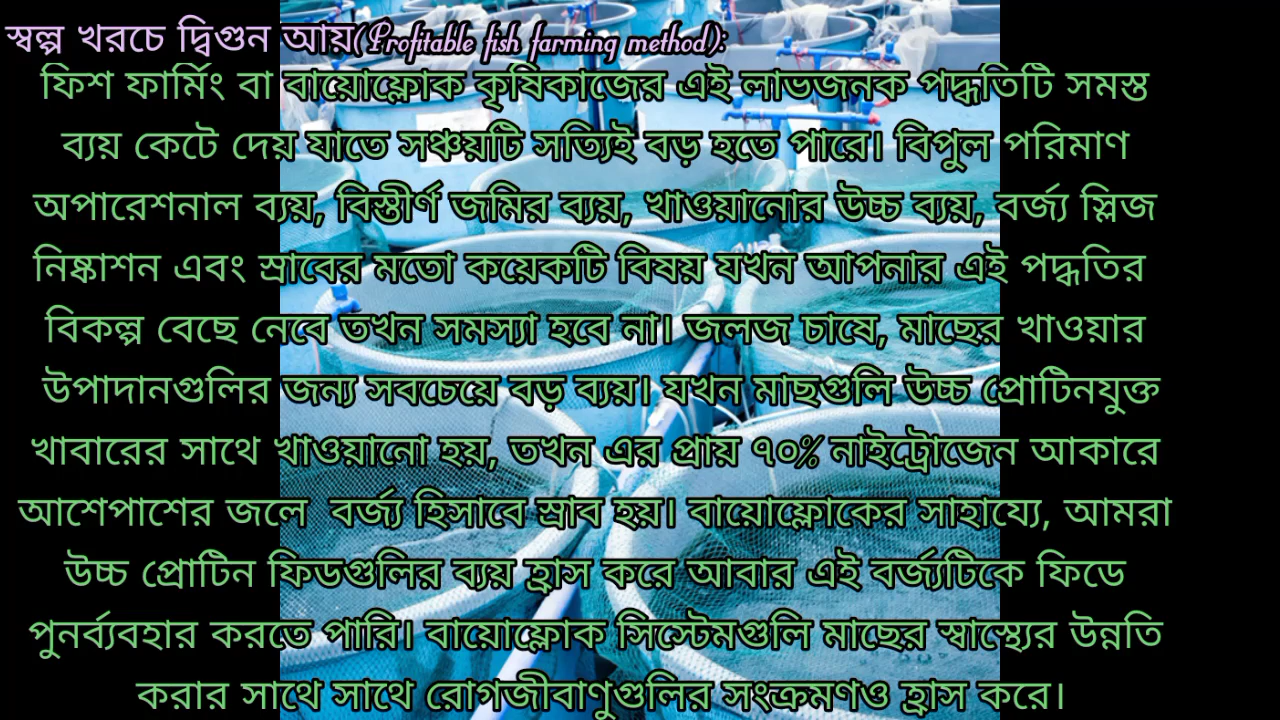 স্বল্প খরচে দ্বিগুন আয়(Profitable fish farming method):
ফিশ ফার্মিং বা বায়োফ্লোক কৃষিকাজের এই লাভজনক পদ্ধতিটি সমস্ত
ব্যয় কেটে দেয় যাতে সঞ্চয়টি সত্যিই বড় হতে পারে। বিপুল পরিমাণ
অপারেশনাল ব্যয়, বিস্তীর্ণ জমির ব্যয়, খাওয়ানোর উচ্চ ব্যয়, বর্জ্য স্লিজ
নিষ্কাশন এবং স্রাবের মতো কয়েকটি বিষয় যখন আপনার এই পদ্ধতির
বিকল্প বেছে নেবে তখন সমস্যা হবে না। জলজ চাষে, মাছের খাওয়ার
উপাদানগুলির জন্য সবচেয়ে বড় ব্যয়। যখন মাছগুলি উচ্চ প্রোটিনযুক্ত
খাবারের সাথে খাওয়ানো হয়, তখন এর প্রায় ৭০% নাইট্রোজেন আকারে
আশেপাশের জলে বর্জ্য হিসাবে স্রাব হয়। বায়োফ্লোকের সাহায্যে, আমরা
উচ্চ প্রোটিন ফিডগুলির ব্যয় হ্রাস করে আবার এই বর্জ্যটিকে ফিডে
পুনর্ব্যবহার করতে পারি। বায়োফ্লোক সিস্টেমগুলি মাছের স্বাস্থ্যের উন্নতি
করার সাথে সাথে রোগজীবাণুগুলির সংক্রমণও হ্রাস করে।